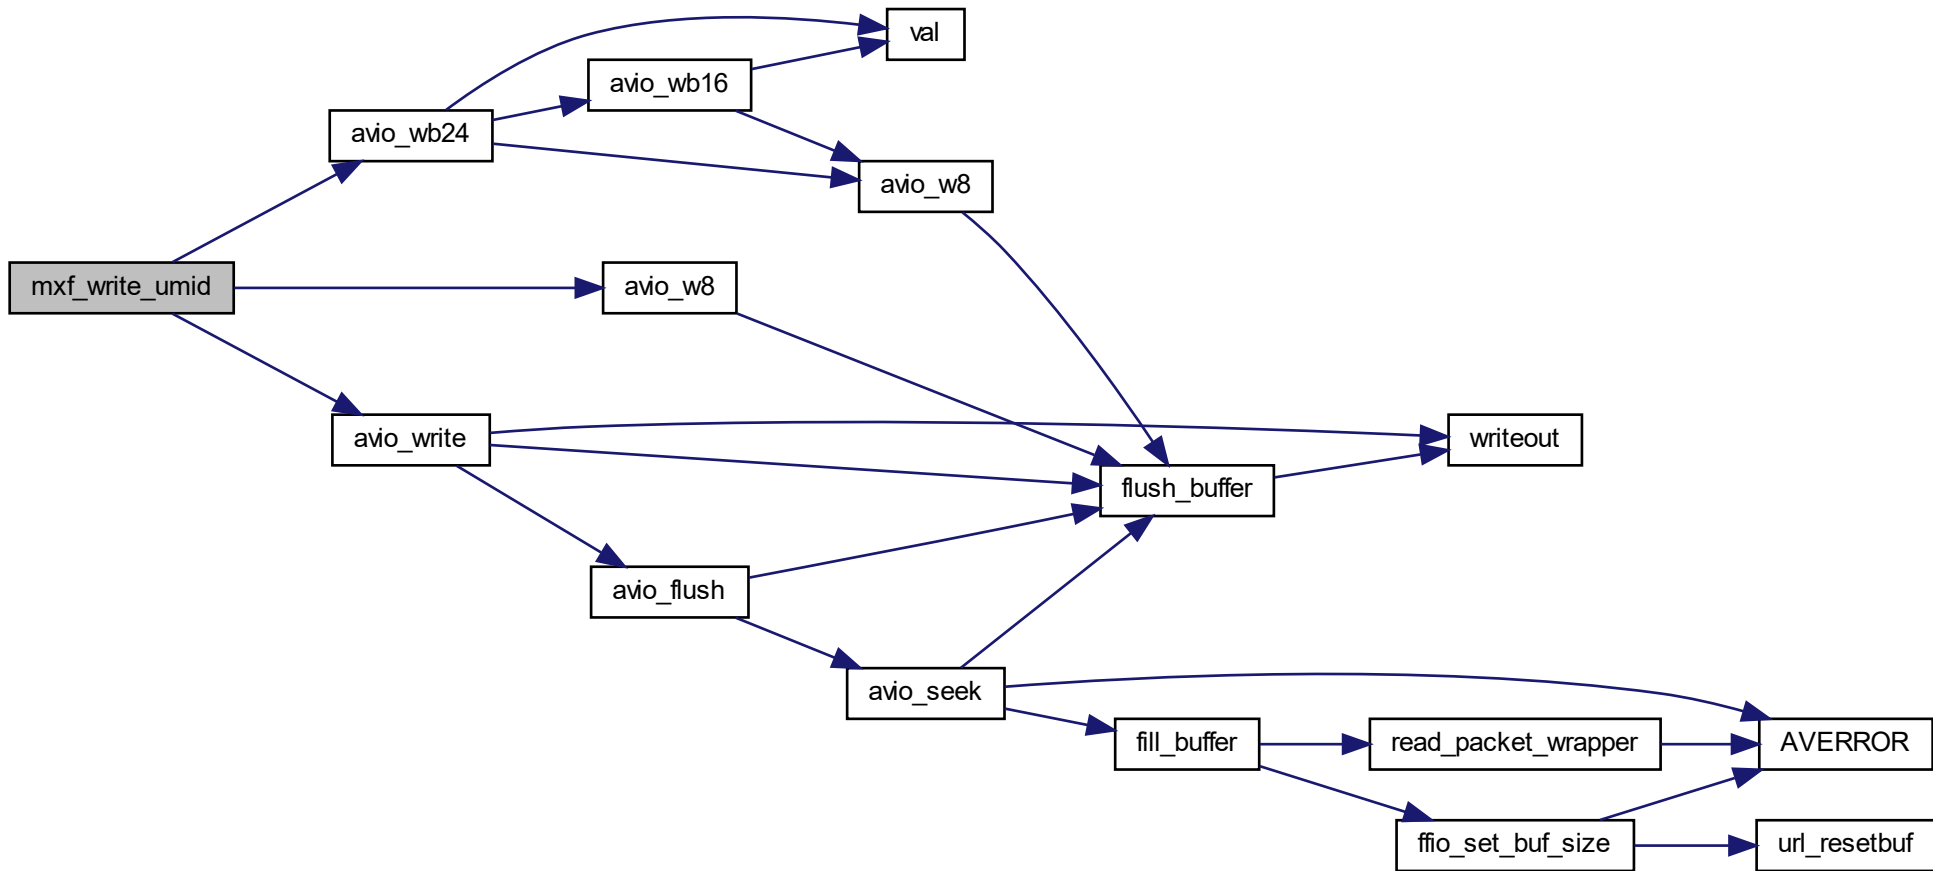 val
avio_wb16
avio_wb24
avio_w8
mxf_write_umid
avio_w8
avio_write
writeout
flush_buffer
avio_flush
avio_seek
fill_buffer
read_packet_wrapper
AVERROR
ffio_set_buf_size
url_resetbuf